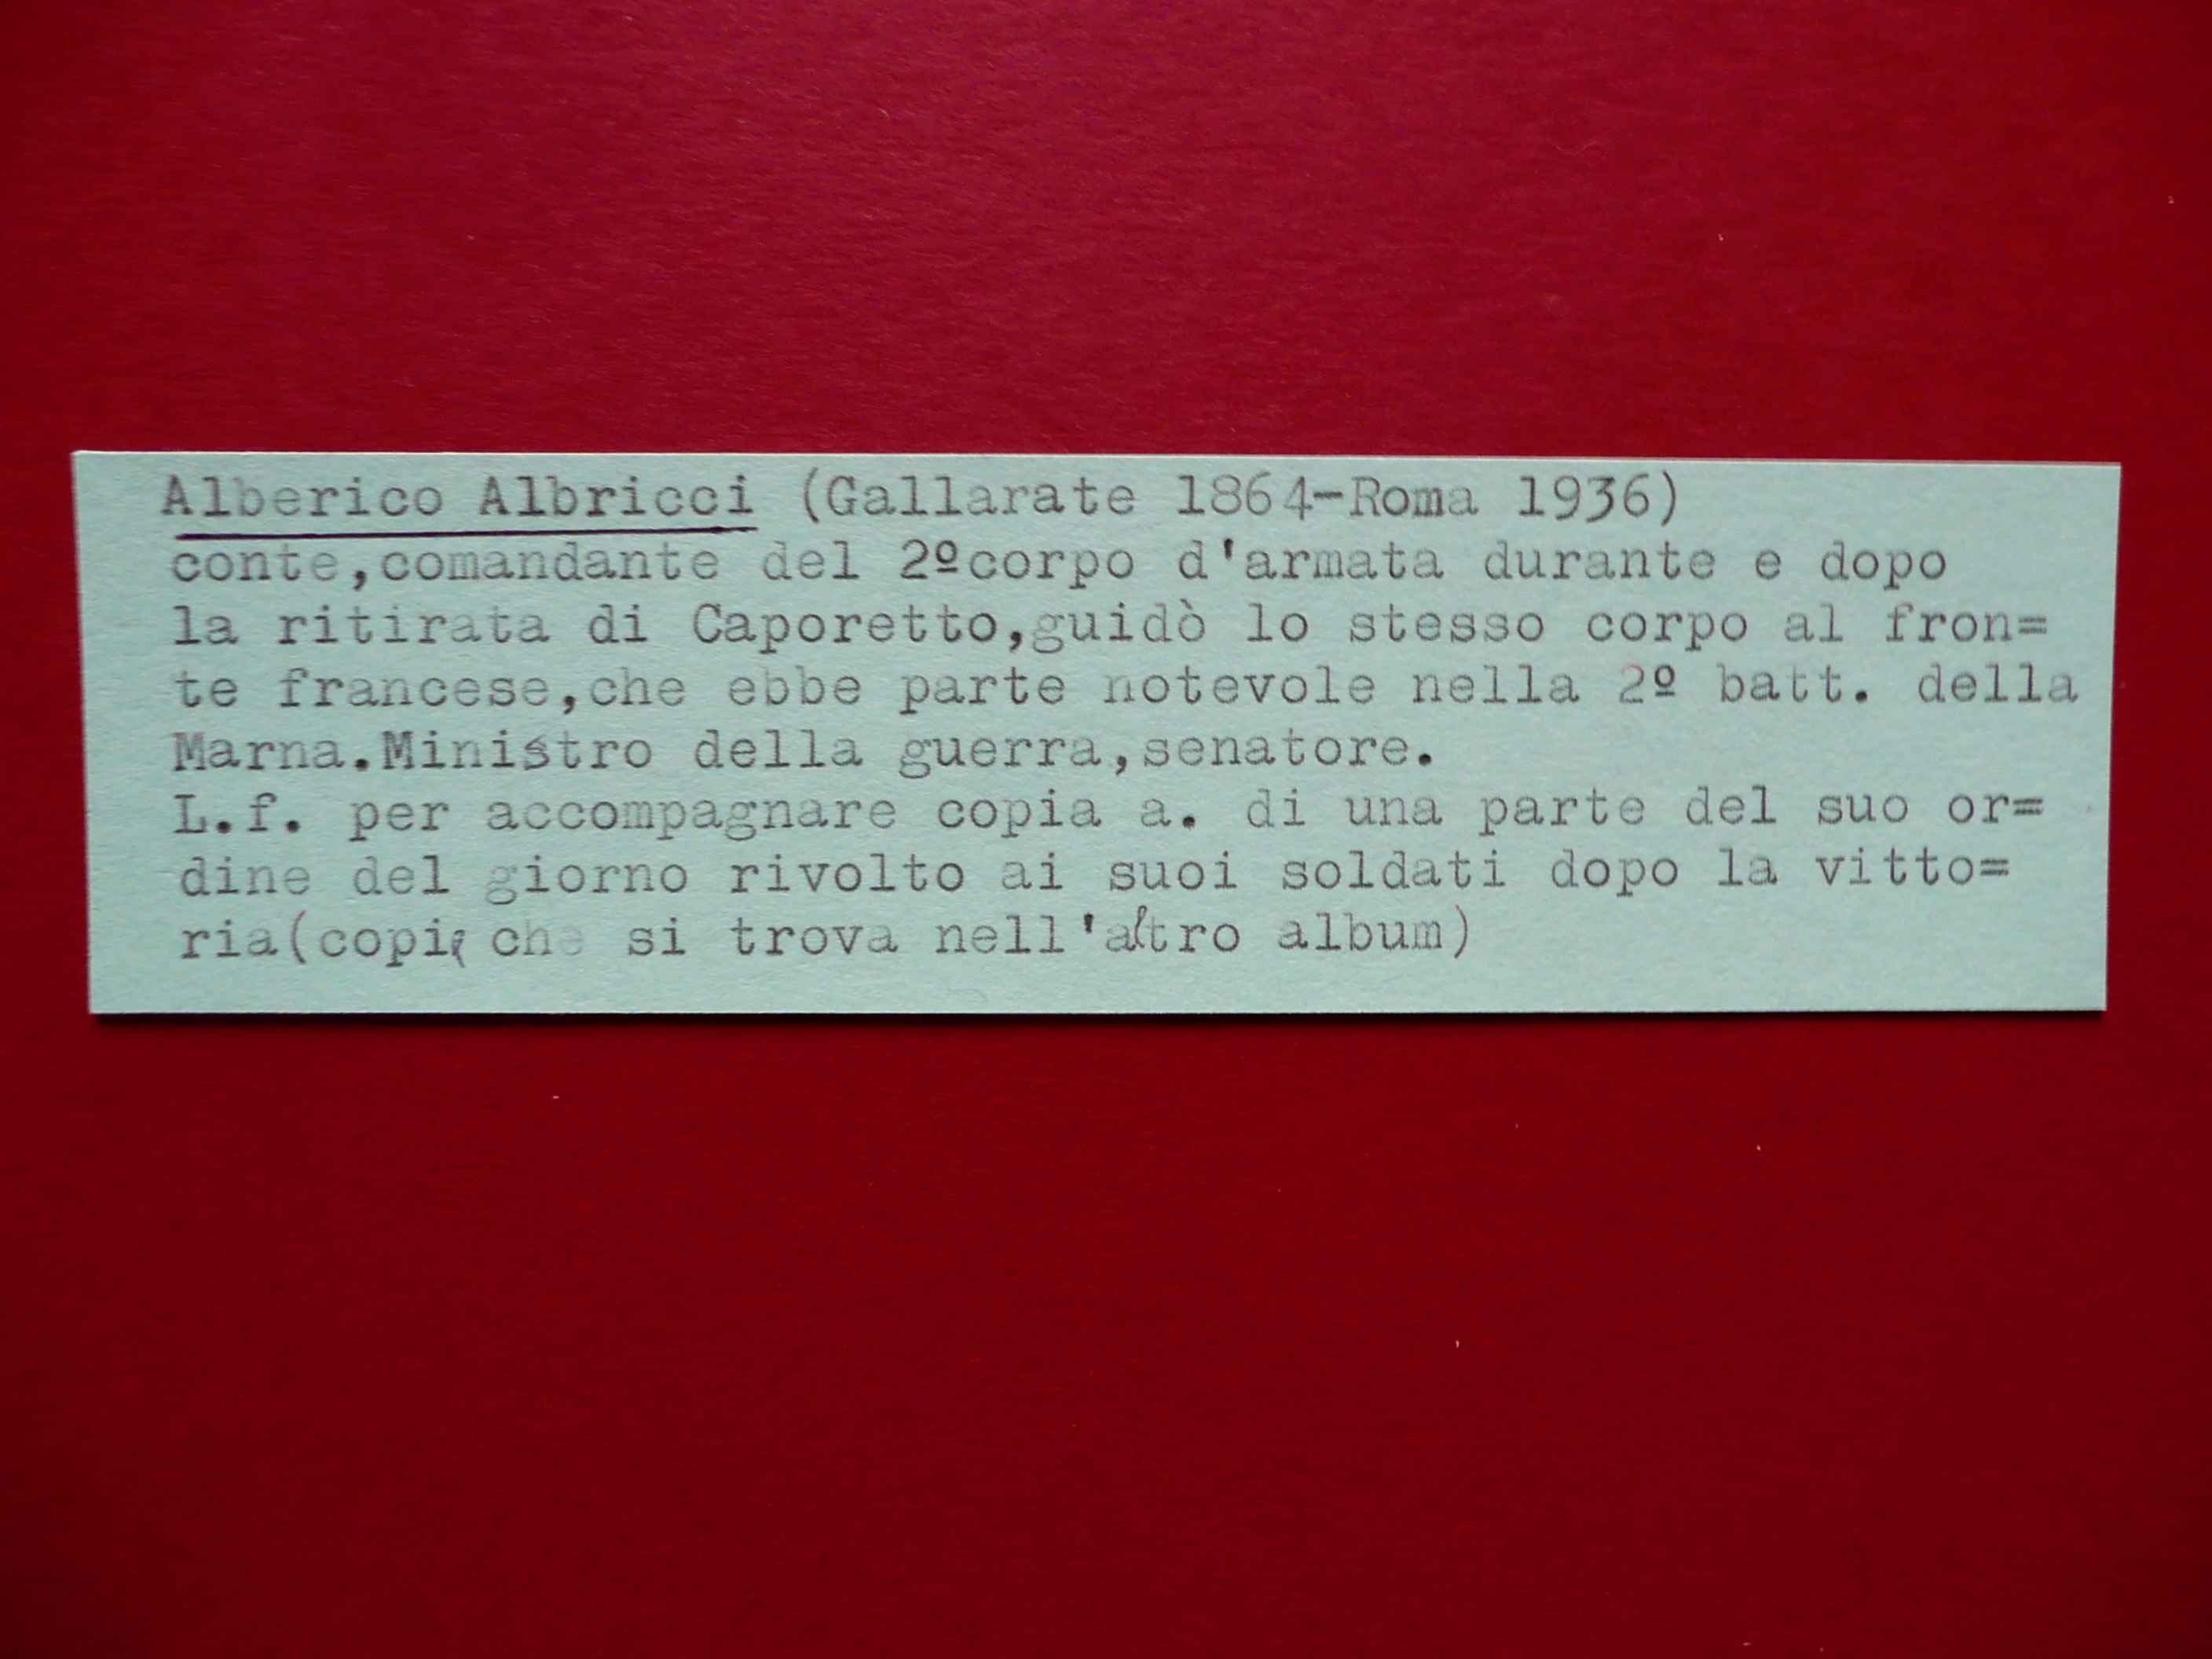 Alberico Albricci (Gallarate 1864-Roma 1936)
conte,comandante del 2ºcorpo d'armata durante e dopo
la ritirata di Caporetto,guidò lo stesso corpo al fron=
te francese,che ebbe parte notevole nella 2º batt. della
Marna.Ministro della guerra,senatore.
L.f. per accompagnare copia a. di una parte del suo or=
dine del giorno rivolto ai suoi soldati dopo la vitto=
ria(copia che si trova nell'altro album)